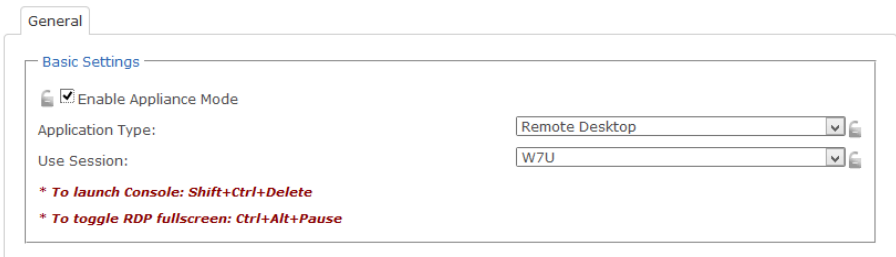 General
Basic Settings
Enable Appliance Mode
Application Type: Remote Desktop
Use Session: W7U
* To launch Console: Shift+Ctrl+Delete
* To toggle RDP fullscreen: Ctrl+Alt+Pause